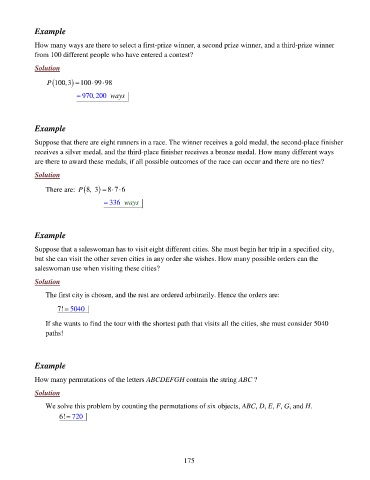 Example
How many ways are there to select a first-prize winner, a second prize winner, and a third-prize winner
from 100 different people who have entered a contest?
Solution
P(100, 3) = 100 · 99 · 98
= 970, 200 ways
Example
Suppose that there are eight runners in a race. The winner receives a gold medal, the second-place finisher
receives a silver medal, and the third-place finisher receives a bronze medal. How many different ways
are there to award these medals, if all possible outcomes of the race can occur and there are no ties?
Solution
There are: P(8, 3) = 8 · 7 · 6
= 336 ways
Example
Suppose that a saleswoman has to visit eight different cities. She must begin her trip in a specified city,
but she can visit the other seven cities in any order she wishes. How many possible orders can the
saleswoman use when visiting these cities?
Solution
The first city is chosen, and the rest are ordered arbitrarily. Hence the orders are:
7! = 5040
If she wants to find the tour with the shortest path that visits all the cities, she must consider 5040
paths!
Example
How many permutations of the letters ABCDEFGH contain the string ABC ?
Solution
We solve this problem by counting the permutations of six objects, ABC, D, E, F, G, and H.
6! = 720
175